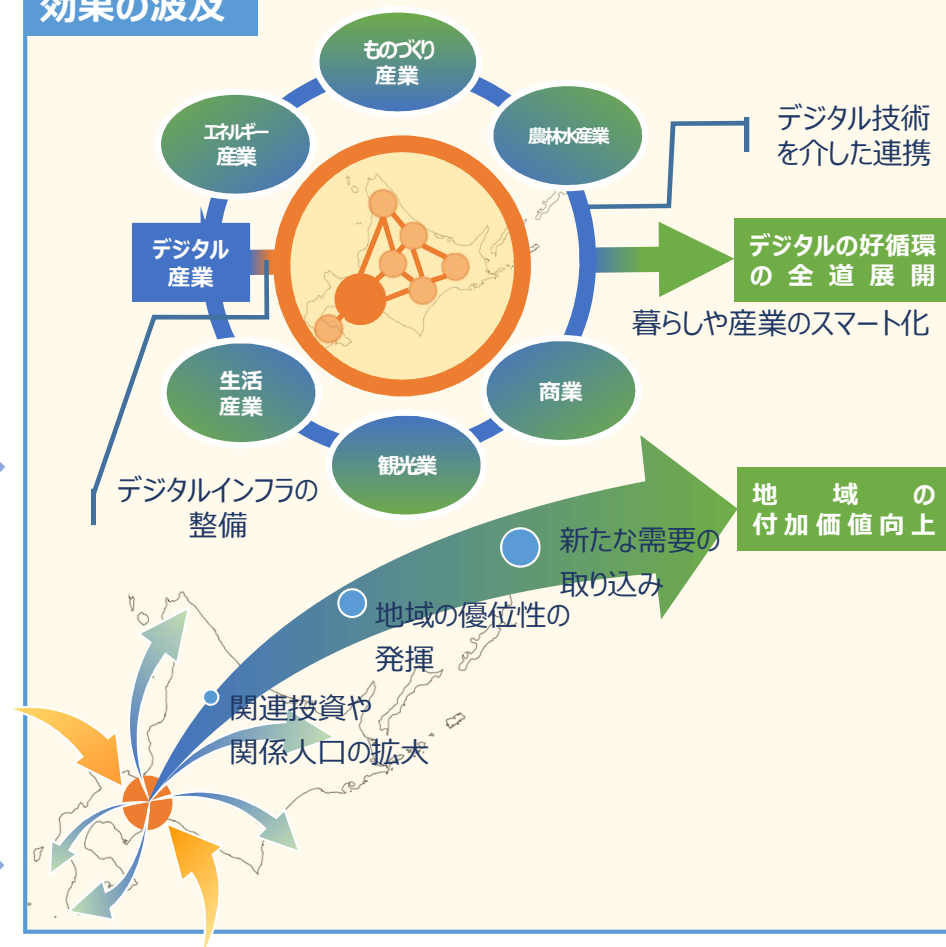 効果の波及
ものづくり
産業
エネルギー
産業
農林水産業
デジタル技術
を介した連携
デジタル
産業
デジタルの好循環
の全道展開
暮らしや産業のスマート化
生活
産業
商業
観光業
デジタルインフラの
整備
地域の
付加価値向上
新たな需要の
取り込み
地域の優位性の
発揮
関連投資や
関係人口の拡大